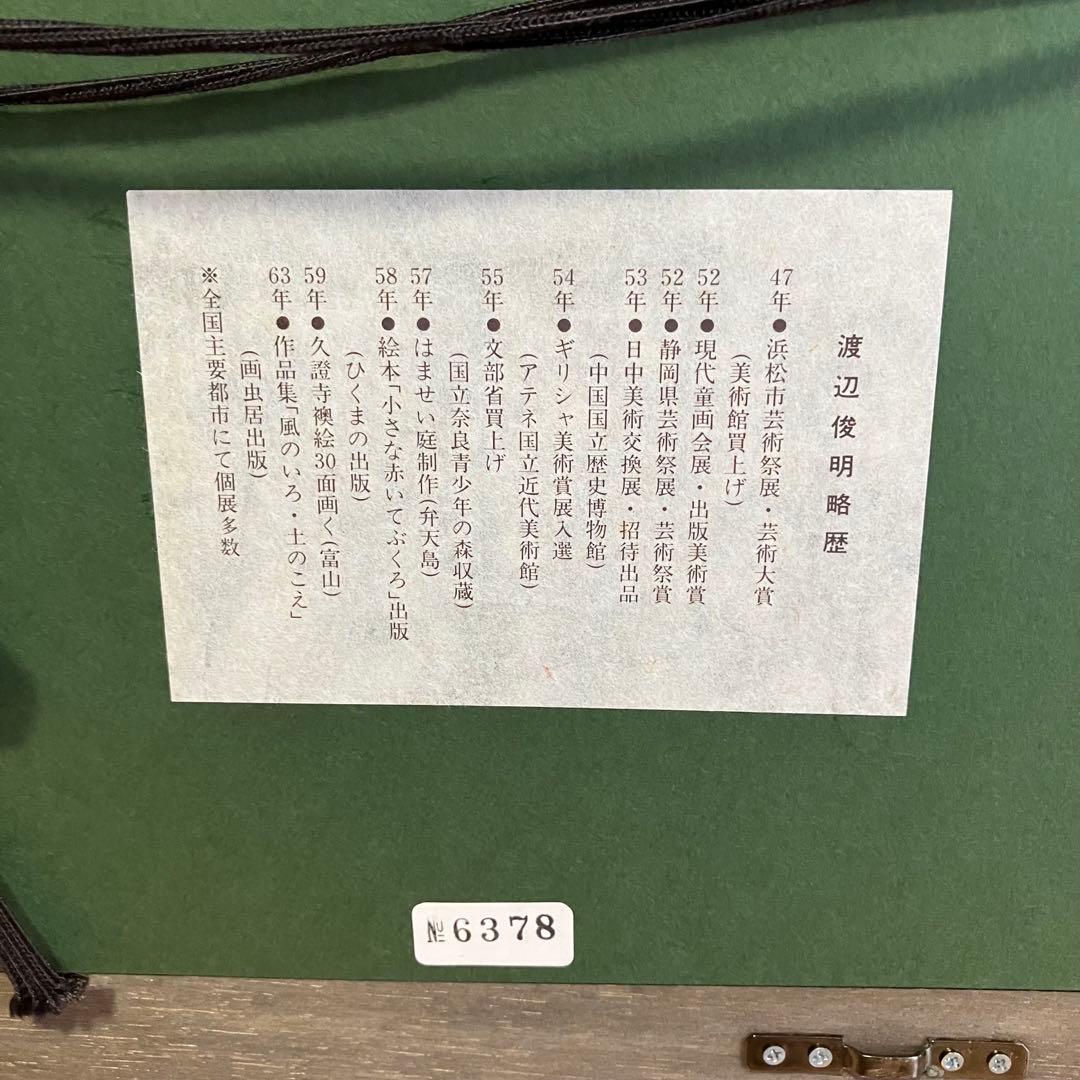 渡辺俊明略歴
47年●浜松市芸術祭展・芸術大賞
(美術館買上げ)
52年●現代童画会展・出版美術賞
52年●静岡県芸術祭展・芸術祭賞
53年●日中美術交換展・招待出品
(中国国立歴史博物館)
54年●ギリシャ美術賞展入選
(アテネ国立近代美術館)
55年●文部省買上げ
(国立奈良青少年の森収蔵)
57年●はませい庭制作(弁天島)
58年●絵本「小さな赤いてぶくろ」出版
(ひくまの出版)
59年●久證寺襖絵30面画く(富山)
63年●作品集「風のいろ・土のこえ」
(画虫居出版)
※全国主要都市にて個展多数
№6378